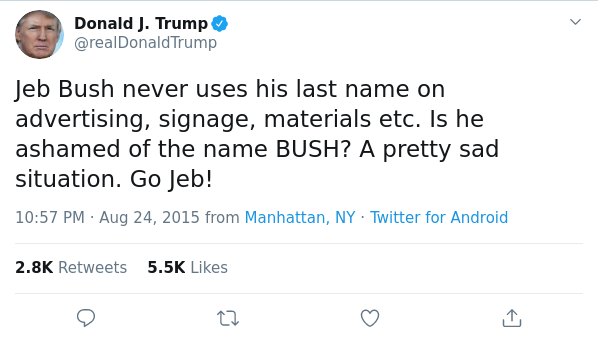 Donald J. Trump
@realDonaldTrump
Jeb Bush never uses his last name on
advertising, signage, materials etc. Is he
ashamed of the name BUSH? A pretty sad
situation. Go Jeb!
10:57 PM · Aug 24, 2015 from Manhattan, NY · Twitter for Android
2.8K Retweets 5.5K Likes